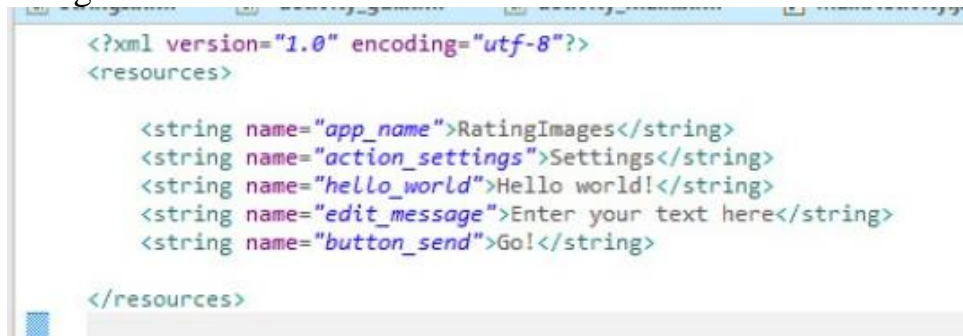 <?xml version="1.0" encoding="utf-8"?>
<resources>
<string name="app_name">RatingImages</string>
<string name="action_settings">Settings</string>
<string name="hello_world">Hello world!</string>
<string name="edit_message">Enter your text here</string>
<string name="button_send">Go!</string>
</resources>